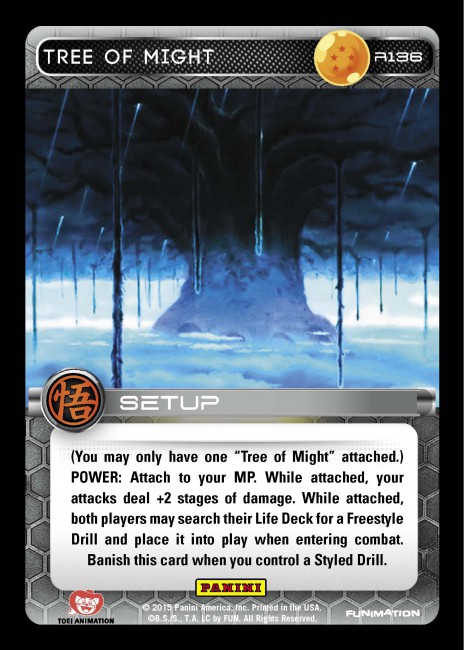 TREE OF MIGHT
R136
悟
SETUP
(You may only have one "Tree of Might" attached.)
POWER: Attach to your MP. While attached, your
attacks deal +2 stages of damage. While attached,
both players may search their Life Deck for a Freestyle
Drill and place it into play when entering combat.
Banish this card when you control a Styled Drill.
PANINI
TOEI ANIMATION
© 2015 Panini America, Inc. Printed in the USA.
©B.S./S., T.A. LC by FUN. All Rights Reserved.
FUNIMATION